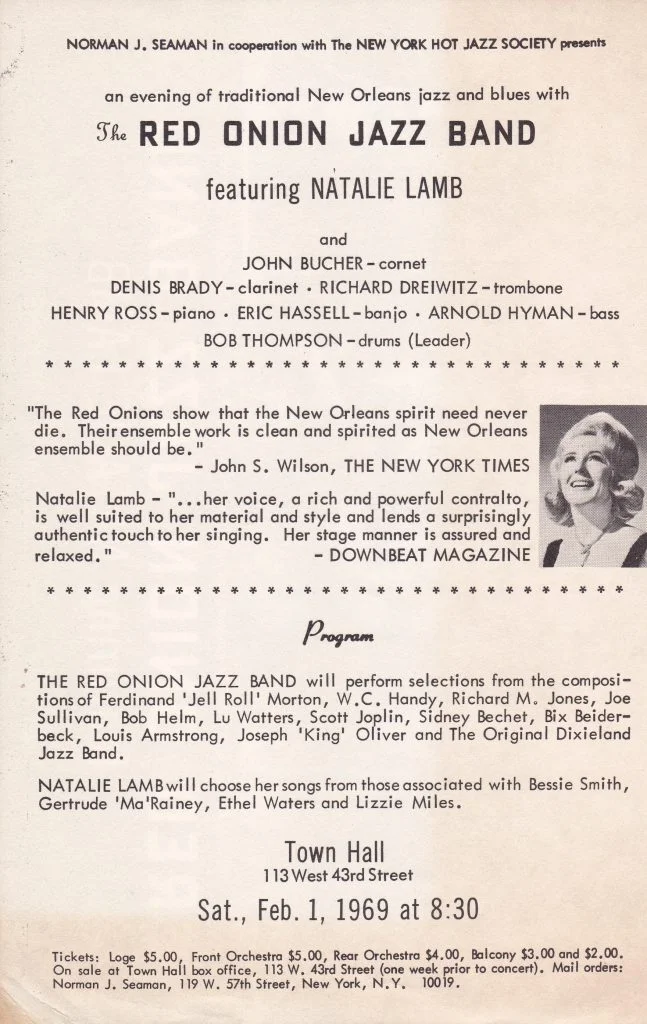 NORMAN J. SEAMAN in cooperation with The NEW YORK HOT JAZZ SOCIETY presents
an evening of traditional New Orleans jazz and blues with
The RED ONION JAZZ BAND
featuring NATALIE LAMB
and
JOHN BUCHER - cornet
DENIS BRADY - clarinet · RICHARD DREIWITZ - trombone
HENRY ROSS - piano · ERIC HASSELL - banjo · ARNOLD HYMAN - bass
BOB THOMPSON - drums (Leader)
* * * * * * * * * * * * * * * * * * * * * * * * * * * * * * * *
"The Red Onions show that the New Orleans spirit need never
die. Their ensemble work is clean and spirited as New Orleans
ensemble should be."
- John S. Wilson, THE NEW YORK TIMES
Natalie Lamb - "...her voice, a rich and powerful contralto,
is well suited to her material and style and lends a surprisingly
authentic touch to her singing. Her stage manner is assured and
relaxed." - DOWNBEAT MAGAZINE
* * * * * * * * * * * * * * * * * * * * * * * * * * * * * * * *
Program
THE RED ONION JAZZ BAND will perform selections from the composi-
tions of Ferdinand 'Jell Roll' Morton, W.C. Handy, Richard M. Jones, Joe
Sullivan, Bob Helm, Lu Watters, Scott Joplin, Sidney Bechet, Bix Beider-
beck, Louis Armstrong, Joseph 'King' Oliver and The Original Dixieland
Jazz Band.
NATALIE LAMB will choose her songs from those associated with Bessie Smith,
Gertrude 'Ma' Rainey, Ethel Waters and Lizzie Miles.
Town Hall
113 West 43rd Street
Sat., Feb. 1, 1969 at 8:30
Tickets: Loge $5.00, Front Orchestra $5.00, Rear Orchestra $4.00, Balcony $3.00 and $2.00.
On sale at Town Hall box office, 113 W. 43rd Street (one week prior to concert). Mail orders:
Norman J. Seaman, 119 W. 57th Street, New York, N.Y. 10019.